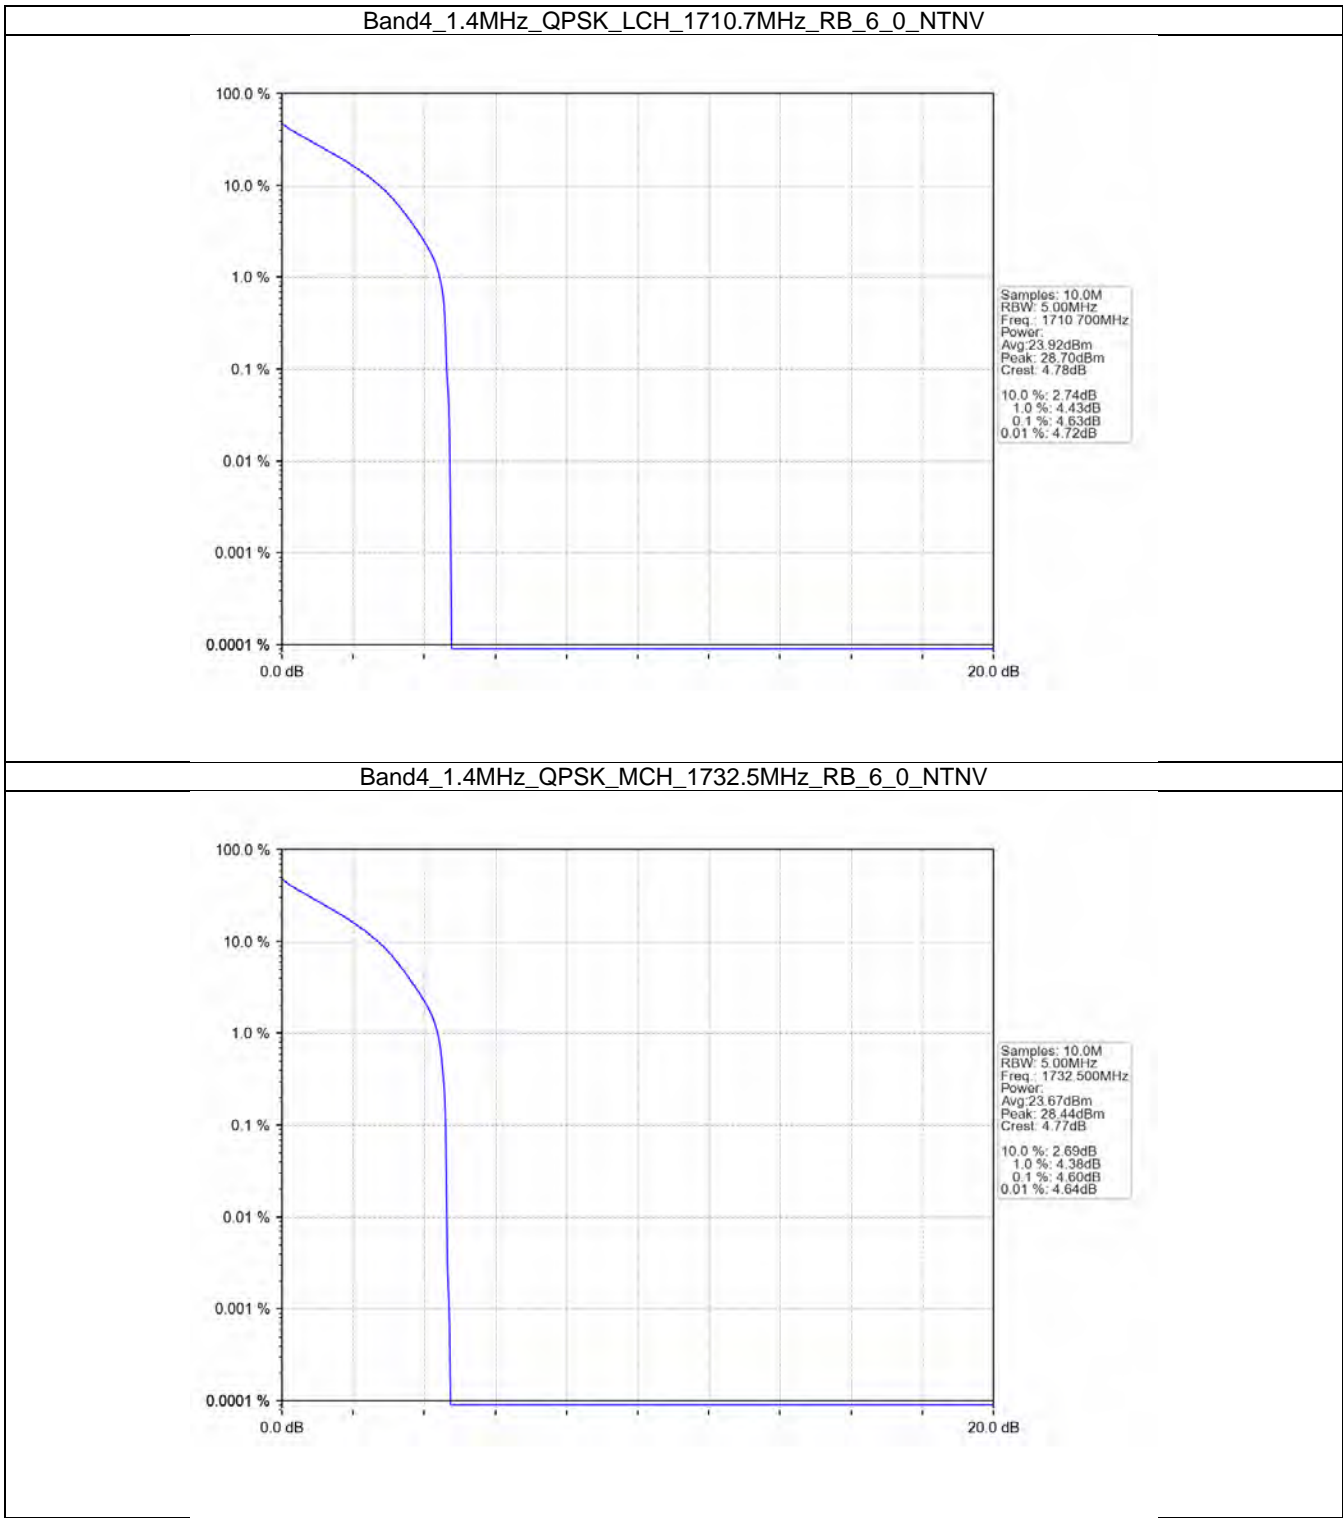 Band4_1.4MHz_QPSK_LCH_1710.7MHz_RB_6_0_NTNV
100.0 %
10.0 %
1.0 %
0.1 %
0.01 %
0.001 %
0.0001 %
0.0 dB
20.0 dB
Samples: 10.0M
RBW: 5.00MHz
Freq.: 1710.700MHz
Power:
Avg:23.92dBm
Peak: 28.70dBm
Crest: 4.78dB
10.0 %: 2.74dB
1.0 %: 4.43dB
0.1 %: 4.63dB
0.01 %: 4.72dB
Band4_1.4MHz_QPSK_MCH_1732.5MHz_RB_6_0_NTNV
100.0 %
10.0 %
1.0 %
0.1 %
0.01 %
0.001 %
0.0001 %
0.0 dB
20.0 dB
Samples: 10.0M
RBW: 5.00MHz
Freq.: 1732.500MHz
Power:
Avg:23.67dBm
Peak: 28.44dBm
Crest: 4.77dB
10.0 %: 2.69dB
1.0 %: 4.38dB
0.1 %: 4.60dB
0.01 %: 4.64dB